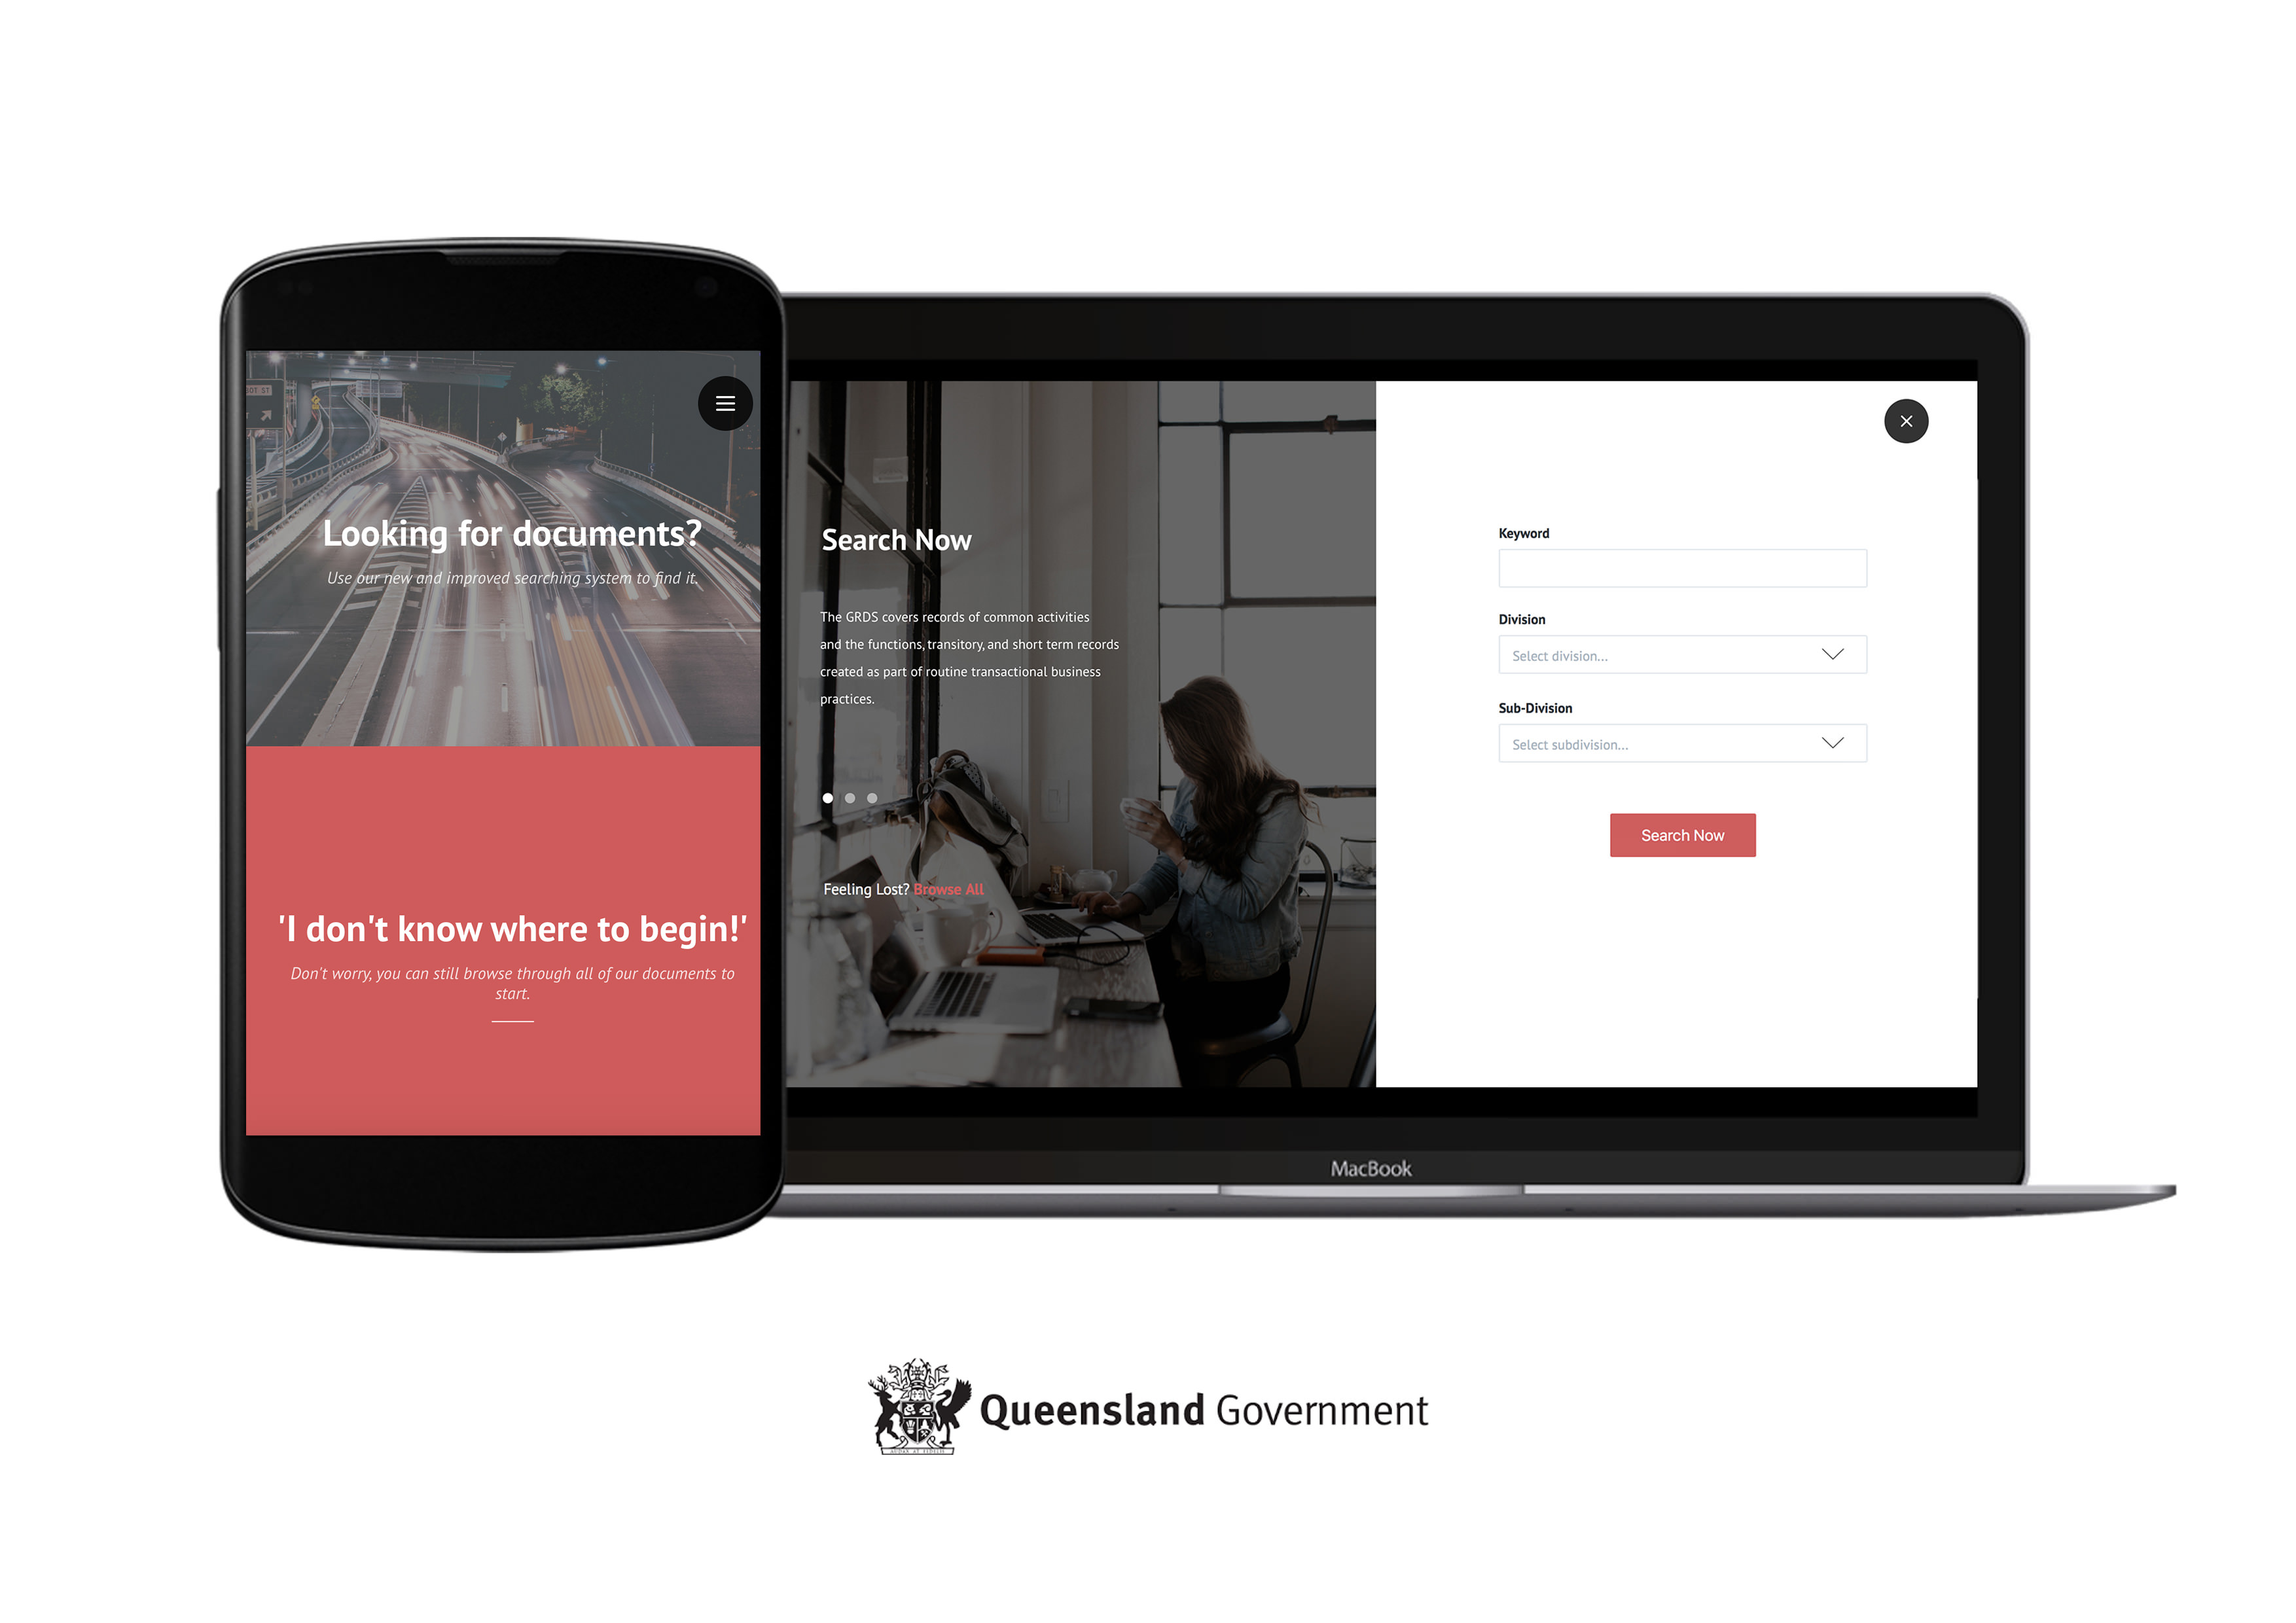 Looking for documents?
Use our new and improved searching system to find it.
'I don't know where to begin!'
Don't worry, you can still browse through all of our documents to
start.
Search Now
The GRDS covers records of common activities
and the functions, transitory, and short term records
created as part of routine transactional business
practices.
Feeling Lost? Browse All
Keyword
Division
Select division...
Sub-Division
Select subdivision...
Search Now
MacBook
Queensland Government